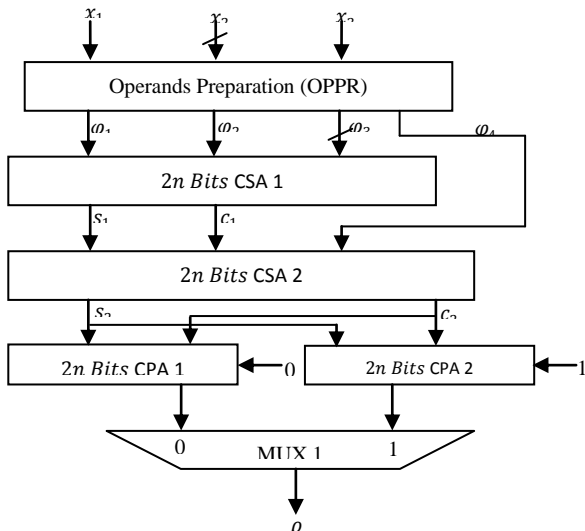 x₁ x₂ x₃
Operands Preparation (OPPR)
φ₁ φ₂ φ₃ φ₄
2n Bits CSA 1
s₁ c₁
2n Bits CSA 2
s₂ c₂
2n Bits CPA 1 0 2n Bits CPA 2 1
0 MUX 1 1